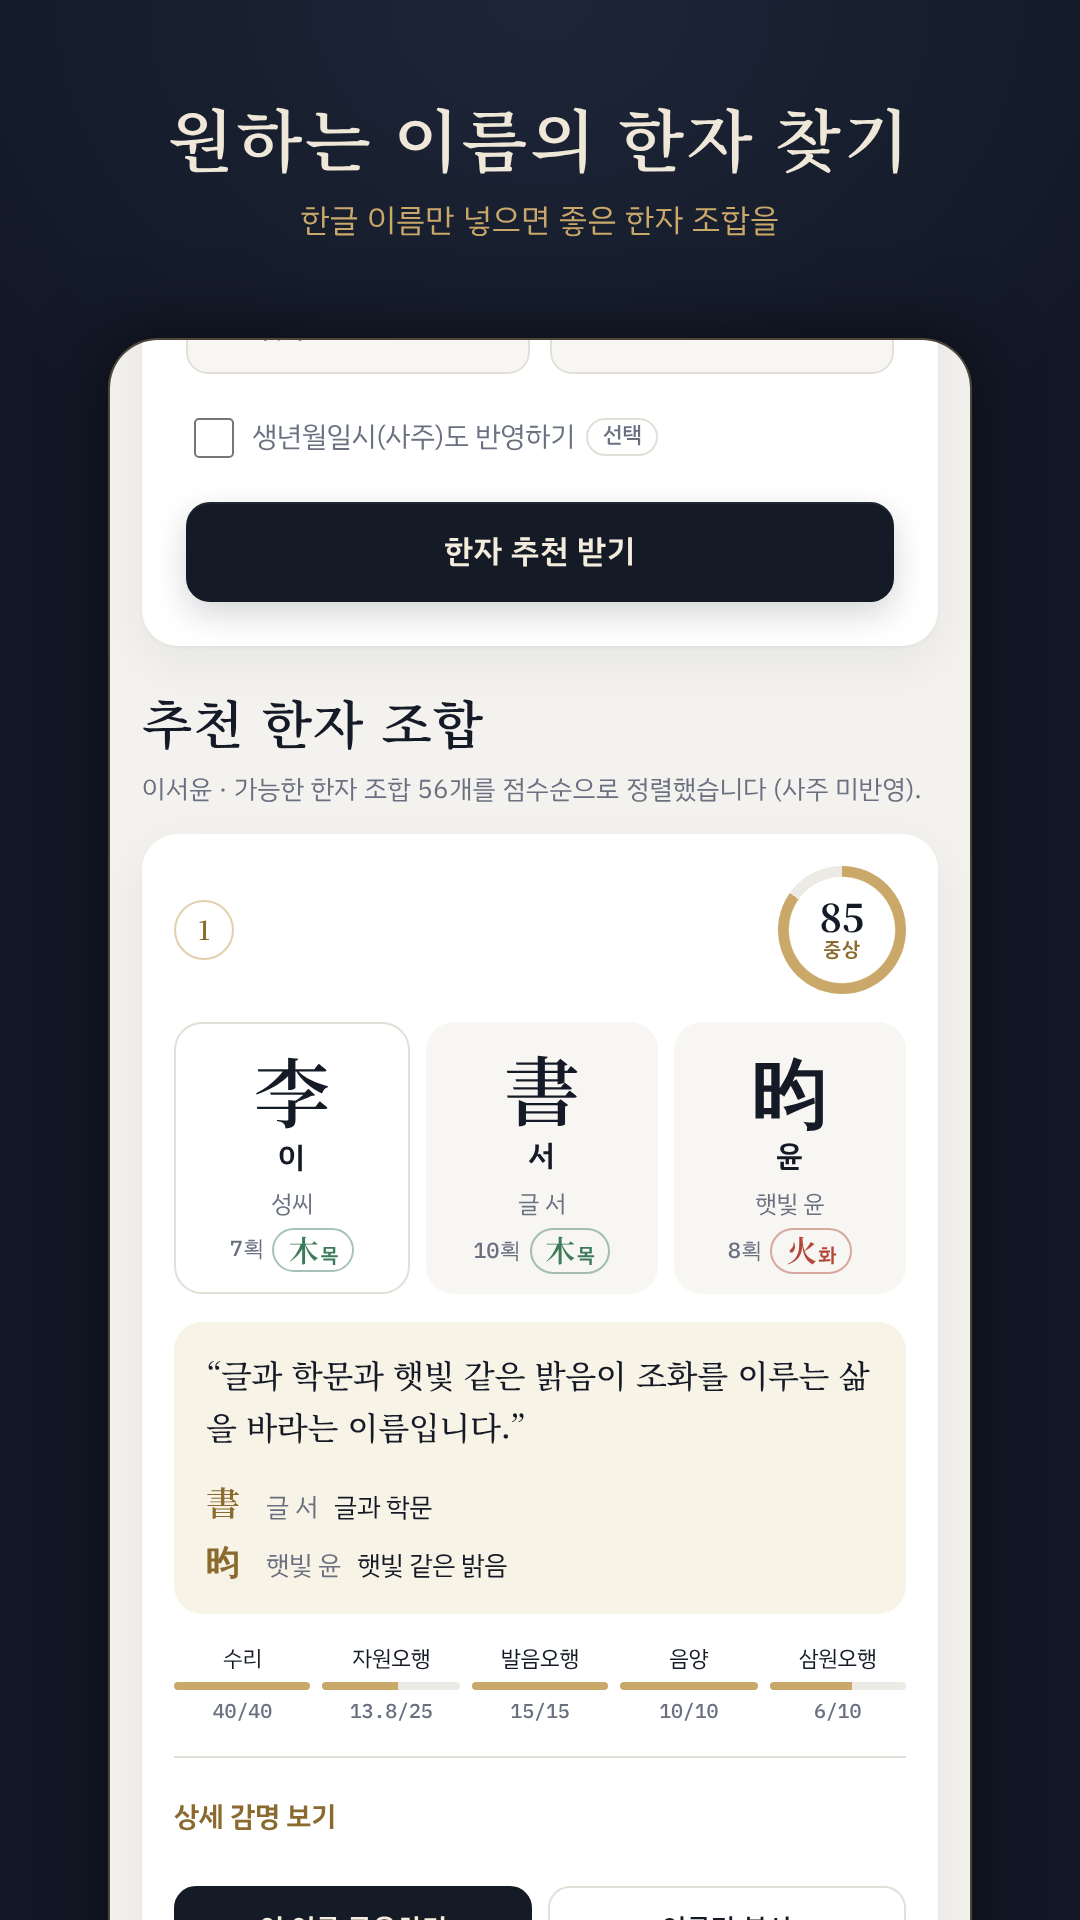 원하는 이름의 한자 찾기
한글 이름만 넣으면 좋은 한자 조합을
생년월일시(사주)도 반영하기 선택
한자 추천 받기
추천 한자 조합
이서윤 · 가능한 한자 조합 56개를 점수순으로 정렬했습니다 (사주 미반영).
1
85
중상
李 書 昀
이 서 윤
성씨 글 서 햇빛 윤
7획 木목 10획 木목 8획 火화
“글과 학문과 햇빛 같은 밝음이 조화를 이루는 삶
을 바라는 이름입니다.”
書 글 서 글과 학문
昀 햇빛 윤 햇빛 같은 밝음
수리 자원오행 발음오행 음양 삼원오행
40/40 13.8/25 15/15 10/10 6/10
상세 감명 보기